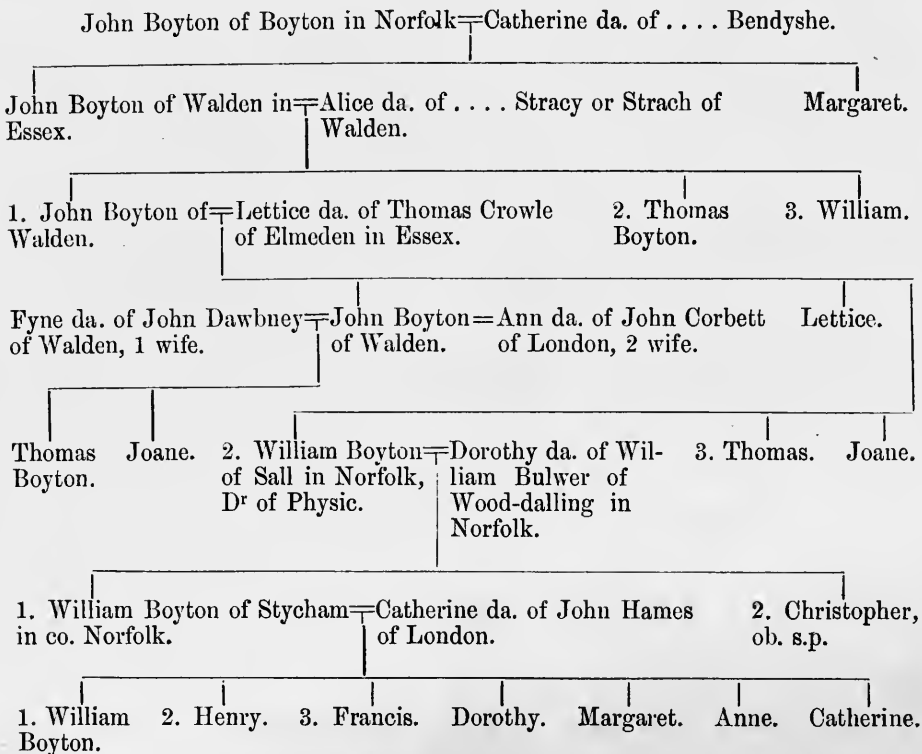 John Boyton of Boyton in Norfolk=Catherine da. of . . . . Bendyshe.
John Boyton of Walden in=Alice da. of . . . . Stracy or Strach of Margaret.
Essex. Walden.
1. John Boyton of=Lettice da. of Thomas Crowle 2. Thomas 3. William.
Walden. of Elmeden in Essex. Boyton.
Fyne da. of John Dawbney=John Boyton=Ann da. of John Corbett Lettice.
of Walden, 1 wife. of Walden. of London, 2 wife.
Thomas Joane. 2. William Boyton=Dorothy da. of Wil- 3. Thomas. Joane.
Boyton. of Sall in Norfolk, liam Bulwer of
Dr of Physic. Wood-dalling in
Norfolk.
1. William Boyton of Stycham=Catherine da. of John Hames 2. Christopher,
in co. Norfolk. of London. ob. s.p.
1. William 2. Henry. 3. Francis. Dorothy. Margaret. Anne. Catherine.
Boyton.